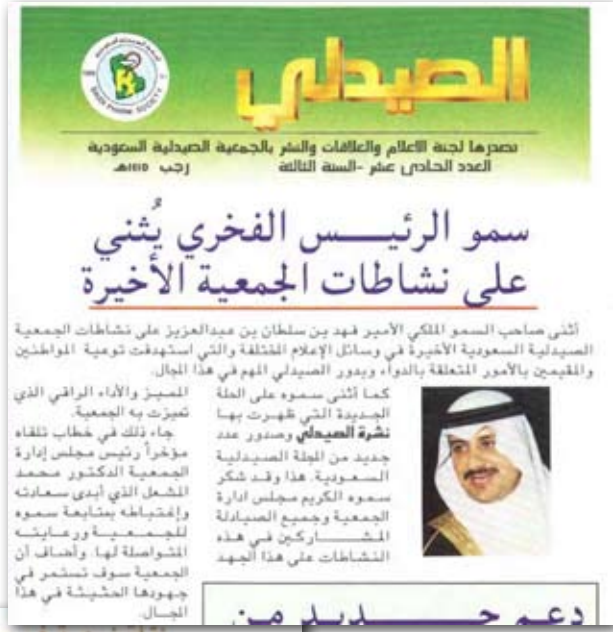 الصيدلي
SAUDI PHARM. SOCIETY
تصدرها لجنة الاعلام والعلاقات والنشر بالجمعية الصيدلية السعودية
العدد الحادى عشر -السنة الثالثة
رجب ١٤١٥هـ
سمو الرئيس الفخري يُثني
على نشاطات الجمعية الأخيرة
أثنى صاحب السمو الملكي الأمير فهد بن سلطان بن عبدالعزيز على نشاطات الجمعية
الصيدلية السعودية الأخيرة في وسائل الإعلام المختلفة والتي استهدفت توعية المواطنين
والمقيمين بالأمور المتعلقة بالدواء وبدور الصيدلي المهم في هذا المجال.
كما أثنى سموه على الحلة
الجديدة التي ظهرت بها
نشرة الصيدلي وصدور عدد
جديد من المجلة الصيدلية
السعودية. هذا وقد شكر
سموه الكريم مجلس ادارة
الجمعية وجميع الصيادلة
المشاركين في هذه
النشاطات على هذا الجهد
المميز والأداء الراقي الذي
تميزت به الجمعية.
جاء ذلك في خطاب تلقاه
مؤخراً رئيس مجلس إدارة
الجمعية الدكتور محمد
المشعل الذي أبدى سعادته
وإغتباطه بمتابعة سموه
للجمعية ورعايته
المتواصلة لها. وأضاف أن
الجمعية سوف تستمر في
جهودها الحثيثة في هذا
المجال.
دعم جديد من